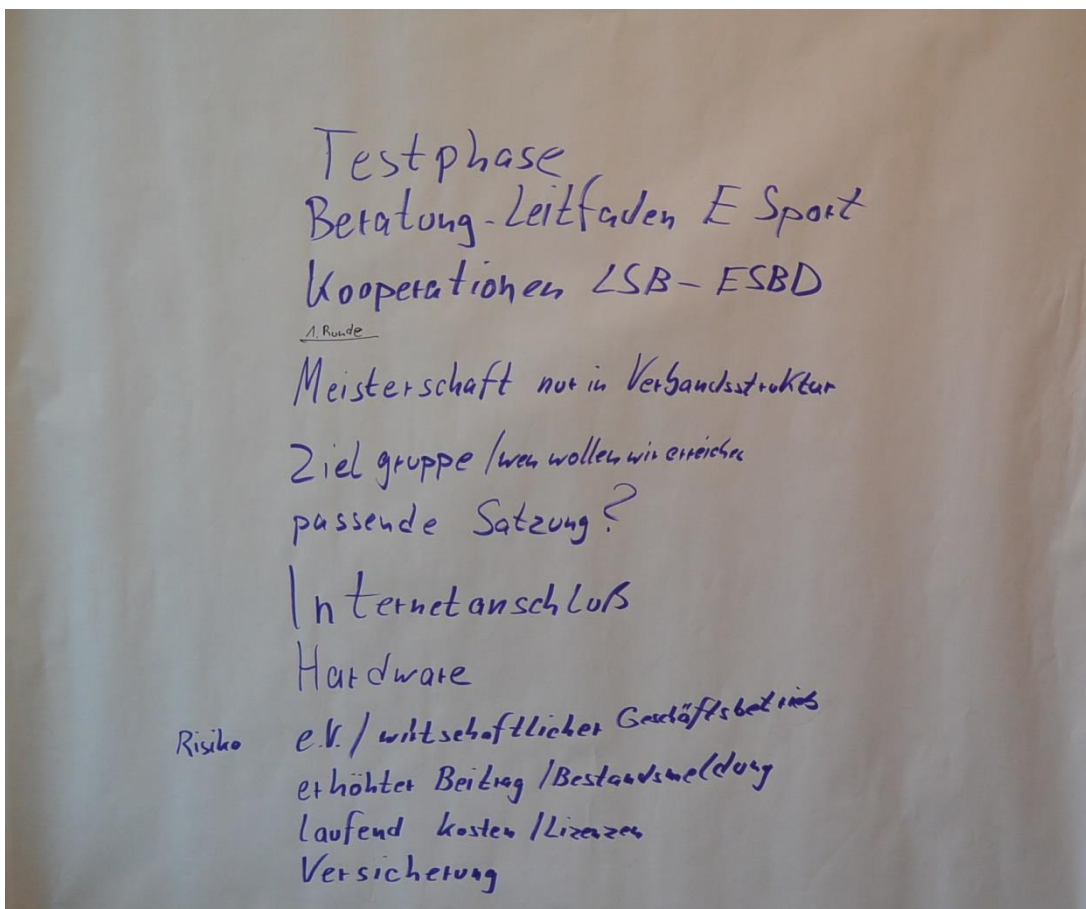 Testphase
Beratung-Leitfaden E Sport
Kooperationen LSB - ESBD
1. Runde
Meisterschaft nur in Verbandsstruktur
Zielgruppe / wen wollen wir erreichen
passende Satzung?
Internetanschluß
Hardware
Risiko e.V. / wirtschaftlicher Geschäftsbetrieb
erhöhter Beitrag / Bestandsmeldung
laufend kosten / Lizenzen
Versicherung